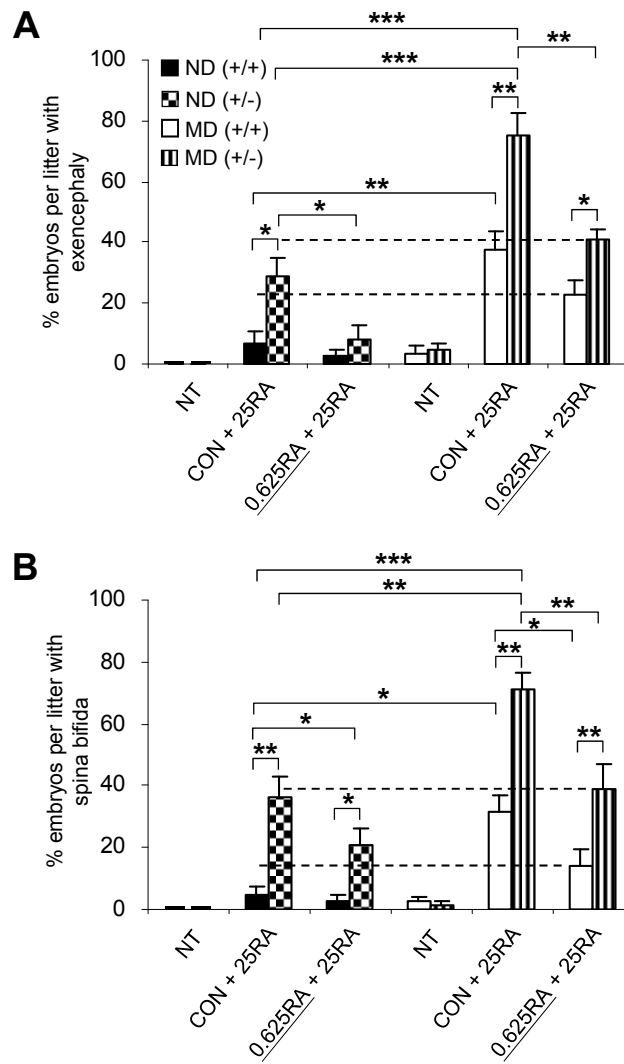 A
***
***
**
100
ND (+/+)
ND (+/-)
MD (+/+)
MD (+/-)
**
80
60
**
*
*
*
40
20
0
% embryos per litter with
exencephaly
NT
CON + 25RA
0.625RA + 25RA
NT
CON + 25RA
0.625RA + 25RA
B
***
**
**
*
100
**
80
*
*
**
**
60
*
40
20
0
% embryos per litter with
spina bifida
NT
CON + 25RA
0.625RA + 25RA
NT
CON + 25RA
0.625RA + 25RA